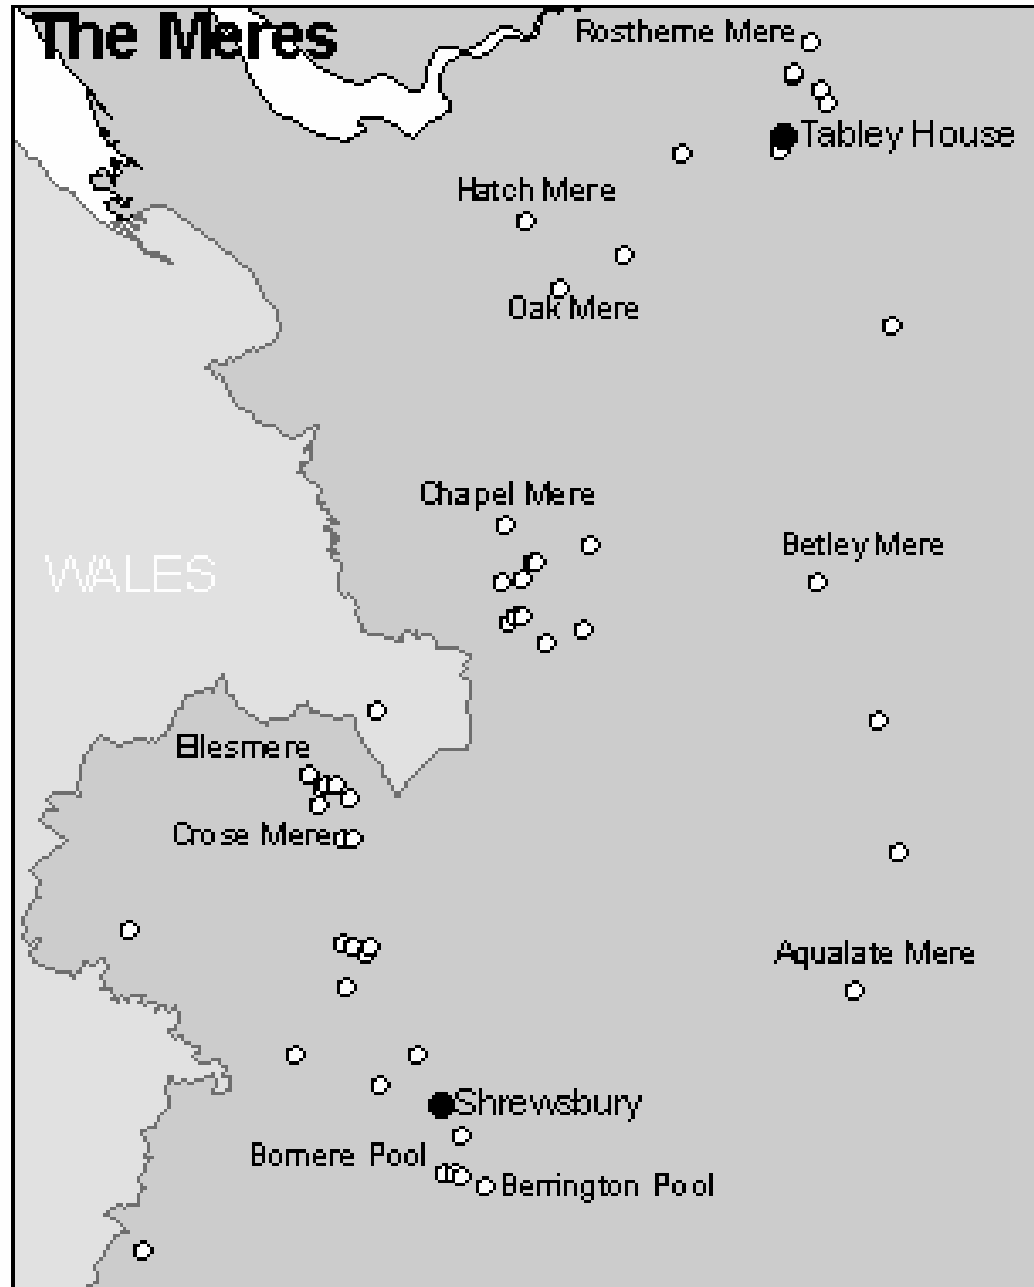 The Meres
Rostherne Mere
Tabley House
Hatch Mere
Oak Mere
Chapel Mere
Betley Mere
WALES
Ellesmere
Crose Mere
Aqualate Mere
Shrewsbury
Bomere Pool
Berrington Pool